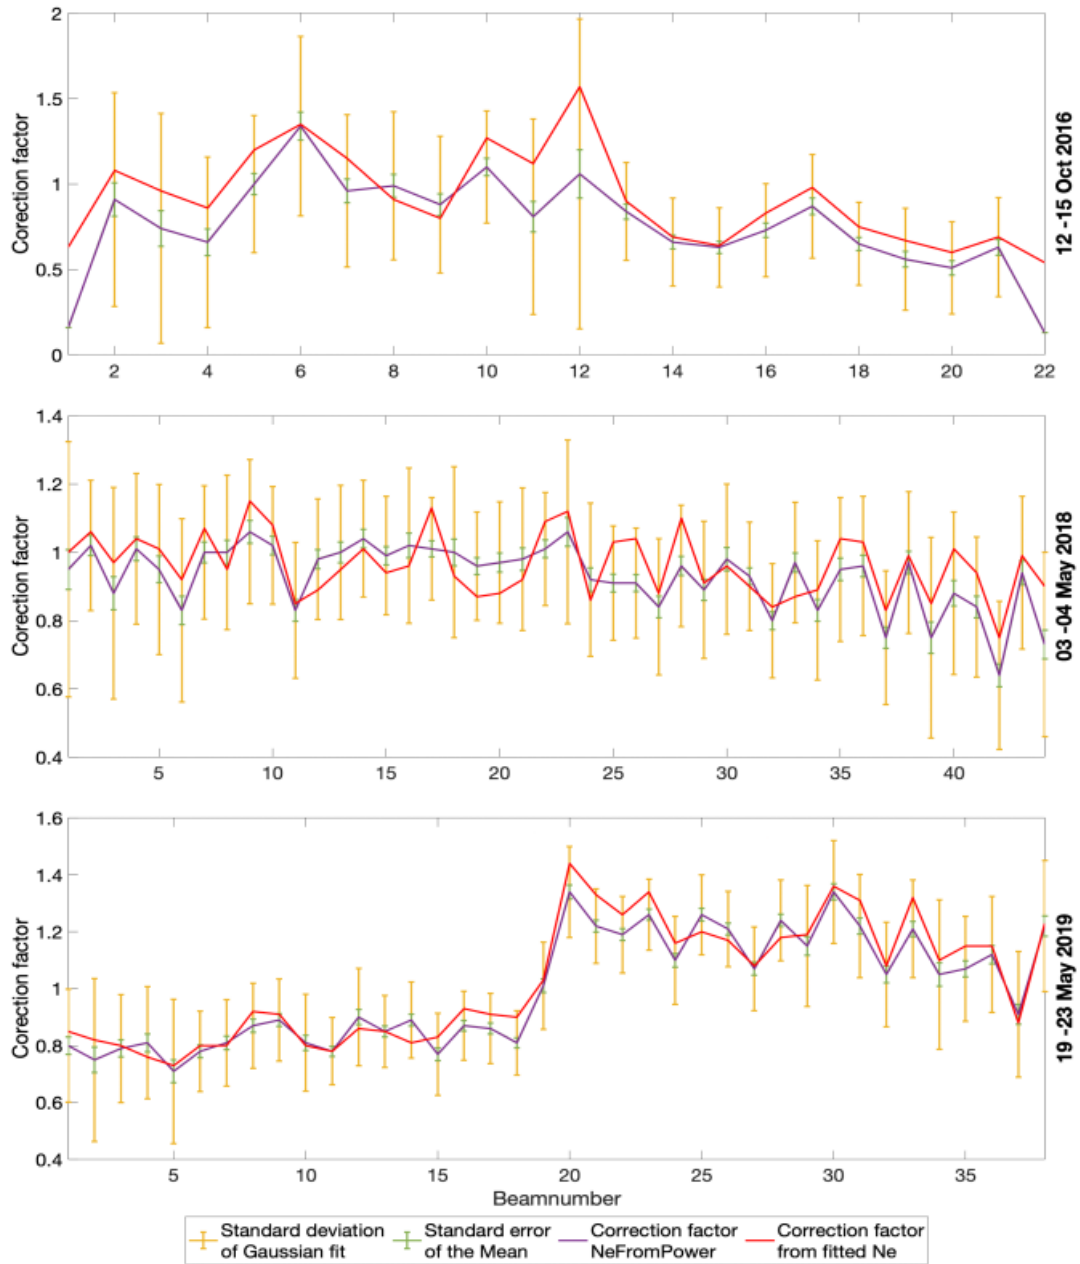 2
1.5
1
0.5
0
Corection factor
12 -15 Oct 2016
2 4 6 8 10 12 14 16 18 20 22
1.4
1.2
1
0.8
0.6
0.4
Corection factor
03 -04 May 2018
5 10 15 20 25 30 35 40
1.6
1.4
1.2
1
0.8
0.6
0.4
Corection factor
19 -23 May 2019
5 10 15 20 25 30 35
Beamnumber
Standard deviation
of Gaussian fit
Standard error
of the Mean
Correction factor
NeFromPower
Correction factor
from fitted Ne